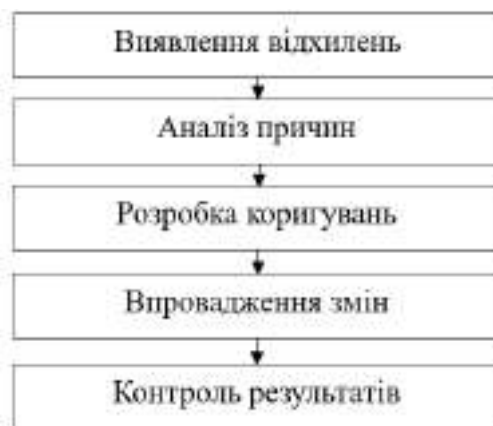 Виявлення відхилень
Аналіз причин
Розробка коригувань
Впровадження змін
Контроль результатів